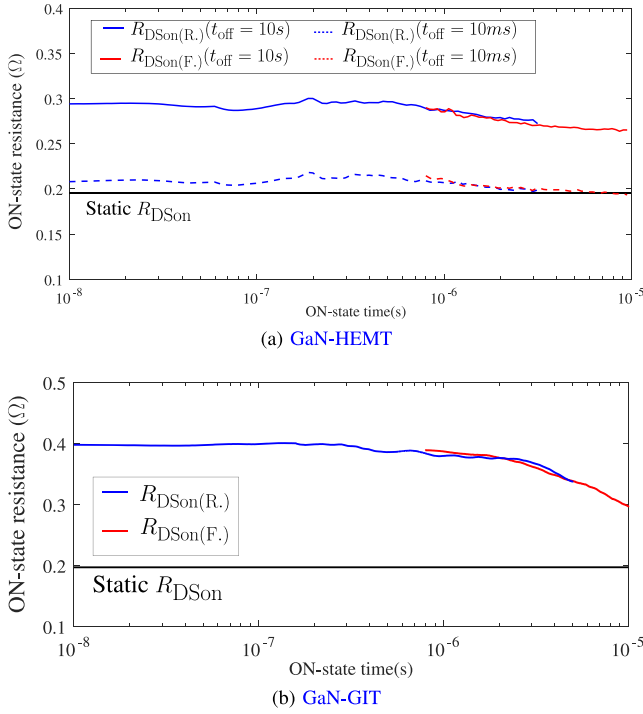 0.4
0.3
0.25
0.2
0.15
0.1
ON-state resistance (Ω)
R_DSon(R.)(t_off = 10s)
R_DSon(R.)(t_off = 10ms)
R_DSon(F.)(t_off = 10s)
R_DSon(F.)(t_off = 10ms)
Static R_DSon
10^-8
10^-7
10^-6
10^-5
ON-state time(s)
(a) GaN-HEMT
0.5
0.4
0.3
0.2
0.1
ON-state resistance (Ω)
R_DSon(R.)
R_DSon(F.)
Static R_DSon
10^-8
10^-7
10^-6
10^-5
ON-state time(s)
(b) GaN-GIT